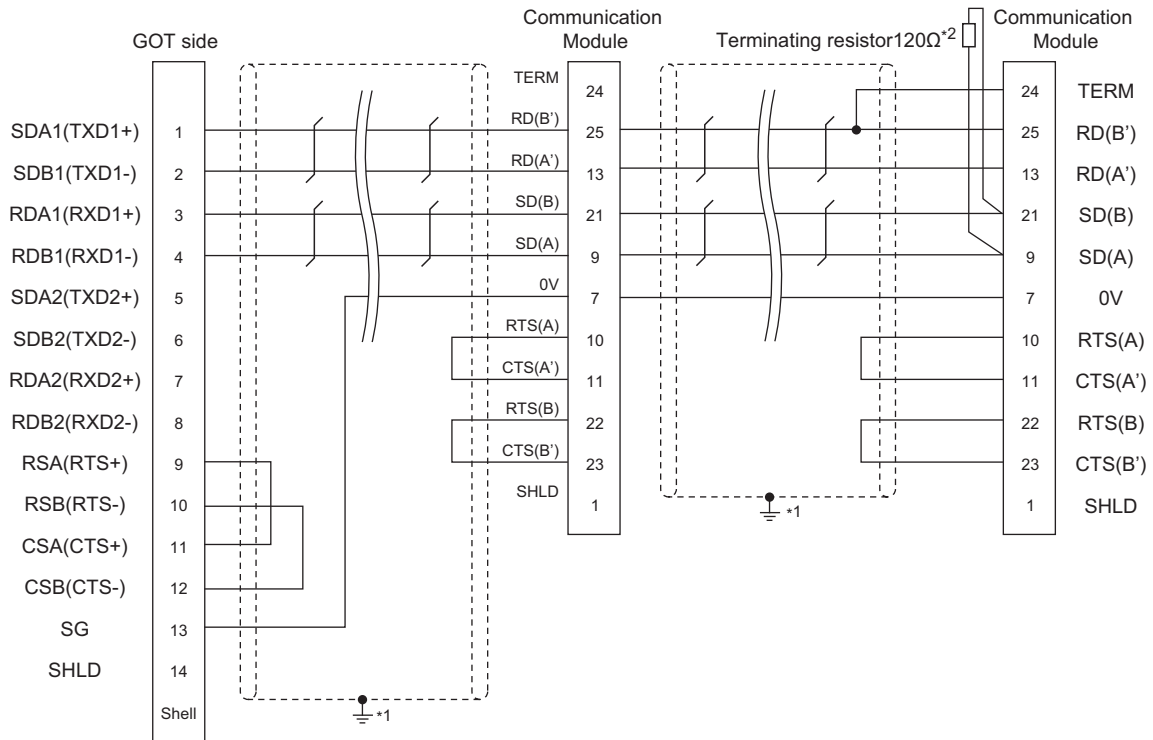 GOT side
Communication
Module
Terminating resistor120Ω*2
Communication
Module
SDA1(TXD1+) 1
SDB1(TXD1-) 2
RDA1(RXD1+) 3
RDB1(RXD1-) 4
SDA2(TXD2+) 5
SDB2(TXD2-) 6
RDA2(RXD2+) 7
RDB2(RXD2-) 8
RSA(RTS+) 9
RSB(RTS-) 10
CSA(CTS+) 11
CSB(CTS-) 12
SG 13
SHLD 14
Shell
*1
TERM 24
RD(B’) 25
RD(A’) 13
SD(B) 21
SD(A) 9
0V 7
RTS(A) 10
CTS(A’) 11
RTS(B) 22
CTS(B’) 23
SHLD 1
*1
24 TERM
25 RD(B’)
13 RD(A’)
21 SD(B)
9 SD(A)
7 0V
10 RTS(A)
11 CTS(A’)
22 RTS(B)
23 CTS(B’)
1 SHLD